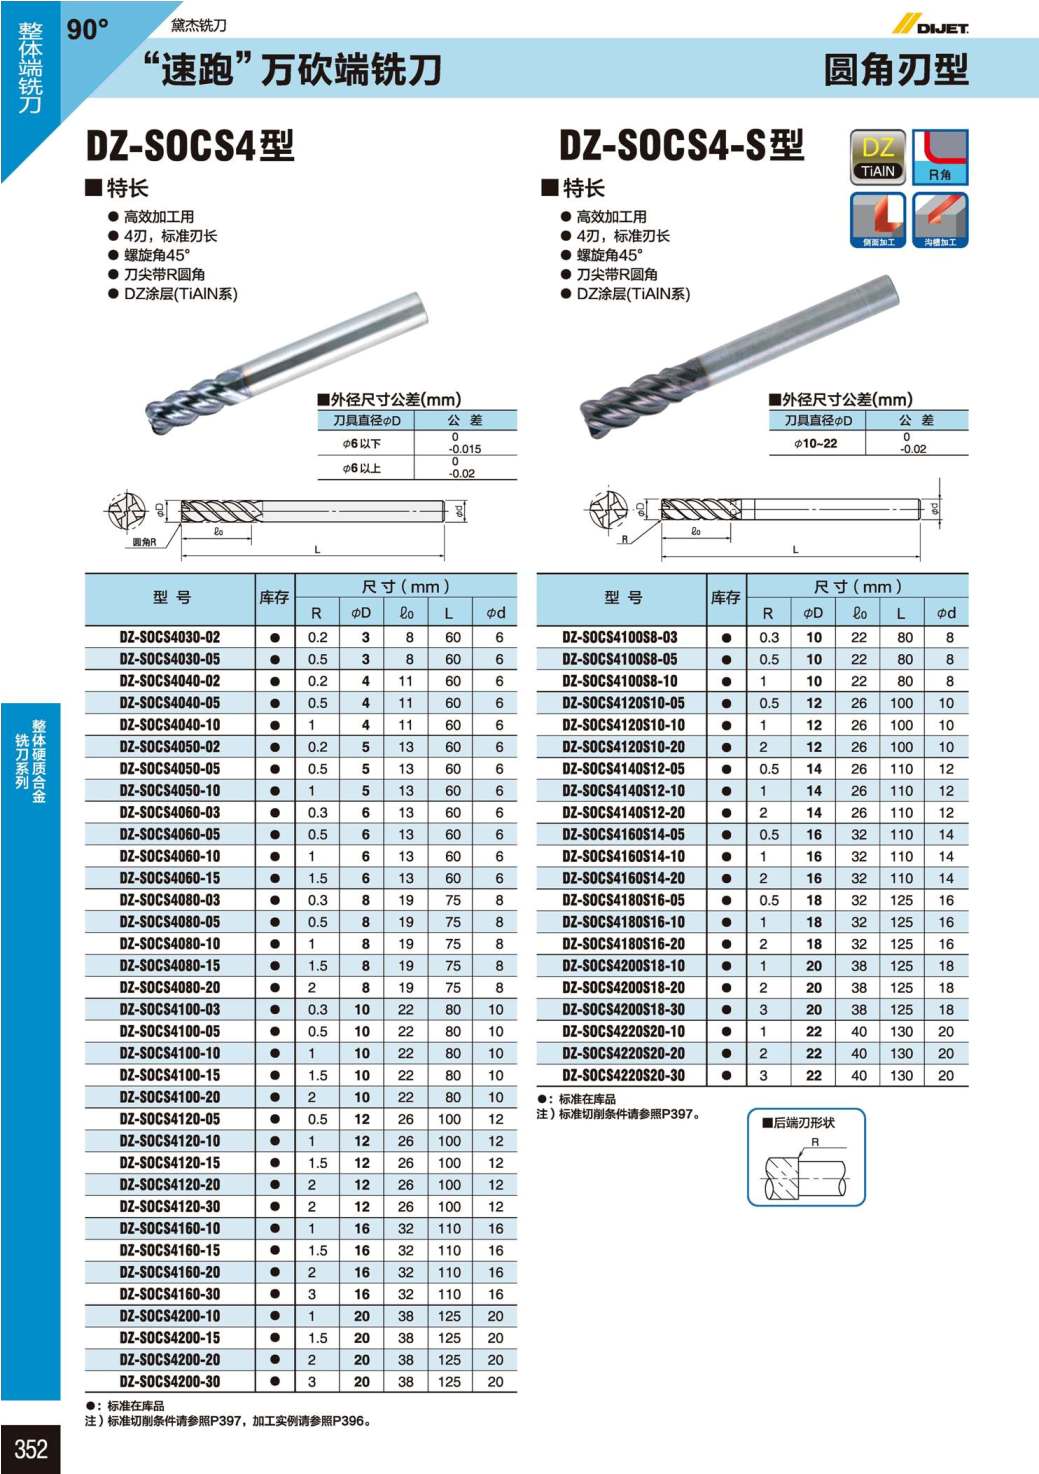 整体端铣刀
90°
黛杰铣刀
DIJET
“速跑”万砍端铣刀
圆角刃型
DZ-SOCS4型
■特长
● 高效加工用
● 4刃，标准刃长
● 螺旋角45°
● 刀尖带R圆角
● DZ涂层(TiAlN系)
■外径尺寸公差(mm)
刀具直径φD 公 差
φ6以下 0 -0.015
φ6以上 0 -0.02
φD φd
ℓ0
圆角R
L
DZ-SOCS4-S型
■特长
● 高效加工用
● 4刃，标准刃长
● 螺旋角45°
● 刀尖带R圆角
● DZ涂层(TiAlN系)
DZ
TiAlN
R角
侧面加工
沟槽加工
■外径尺寸公差(mm)
刀具直径φD 公 差
φ10~22 0 -0.02
φD φd
ℓ0
R
L
型 号 库存 尺 寸（mm）
R φD ℓ0 L φd
DZ-SOCS4030-02 ● 0.2 3 8 60 6
DZ-SOCS4030-05 ● 0.5 3 8 60 6
DZ-SOCS4040-02 ● 0.2 4 11 60 6
DZ-SOCS4040-05 ● 0.5 4 11 60 6
DZ-SOCS4040-10 ● 1 4 11 60 6
DZ-SOCS4050-02 ● 0.2 5 13 60 6
DZ-SOCS4050-05 ● 0.5 5 13 60 6
DZ-SOCS4050-10 ● 1 5 13 60 6
DZ-SOCS4060-03 ● 0.3 6 13 60 6
DZ-SOCS4060-05 ● 0.5 6 13 60 6
DZ-SOCS4060-10 ● 1 6 13 60 6
DZ-SOCS4060-15 ● 1.5 6 13 60 6
DZ-SOCS4080-03 ● 0.3 8 19 75 8
DZ-SOCS4080-05 ● 0.5 8 19 75 8
DZ-SOCS4080-10 ● 1 8 19 75 8
DZ-SOCS4080-15 ● 1.5 8 19 75 8
DZ-SOCS4080-20 ● 2 8 19 75 8
DZ-SOCS4100-03 ● 0.3 10 22 80 10
DZ-SOCS4100-05 ● 0.5 10 22 80 10
DZ-SOCS4100-10 ● 1 10 22 80 10
DZ-SOCS4100-15 ● 1.5 10 22 80 10
DZ-SOCS4100-20 ● 2 10 22 80 10
DZ-SOCS4120-05 ● 0.5 12 26 100 12
DZ-SOCS4120-10 ● 1 12 26 100 12
DZ-SOCS4120-15 ● 1.5 12 26 100 12
DZ-SOCS4120-20 ● 2 12 26 100 12
DZ-SOCS4120-30 ● 2 12 26 100 12
DZ-SOCS4160-10 ● 1 16 32 110 16
DZ-SOCS4160-15 ● 1.5 16 32 110 16
DZ-SOCS4160-20 ● 2 16 32 110 16
DZ-SOCS4160-30 ● 3 16 32 110 16
DZ-SOCS4200-10 ● 1 20 38 125 20
DZ-SOCS4200-15 ● 1.5 20 38 125 20
DZ-SOCS4200-20 ● 2 20 38 125 20
DZ-SOCS4200-30 ● 3 20 38 125 20
●：标准在库品
注）标准切削条件请参照P397，加工实例请参照P396。
型 号 库存 尺 寸（mm）
R φD ℓ0 L φd
DZ-SOCS4100S8-03 ● 0.3 10 22 80 8
DZ-SOCS4100S8-05 ● 0.5 10 22 80 8
DZ-SOCS4100S8-10 ● 1 10 22 80 8
DZ-SOCS4120S10-05 ● 0.5 12 26 100 10
DZ-SOCS4120S10-10 ● 1 12 26 100 10
DZ-SOCS4120S10-20 ● 2 12 26 100 10
DZ-SOCS4140S12-05 ● 0.5 14 26 110 12
DZ-SOCS4140S12-10 ● 1 14 26 110 12
DZ-SOCS4140S12-20 ● 2 14 26 110 12
DZ-SOCS4160S14-05 ● 0.5 16 32 110 14
DZ-SOCS4160S14-10 ● 1 16 32 110 14
DZ-SOCS4160S14-20 ● 2 16 32 110 14
DZ-SOCS4180S16-05 ● 0.5 18 32 125 16
DZ-SOCS4180S16-10 ● 1 18 32 125 16
DZ-SOCS4180S16-20 ● 2 18 32 125 16
DZ-SOCS4200S18-10 ● 1 20 38 125 18
DZ-SOCS4200S18-20 ● 2 20 38 125 18
DZ-SOCS4200S18-30 ● 3 20 38 125 18
DZ-SOCS4220S20-10 ● 1 22 40 130 20
DZ-SOCS4220S20-20 ● 2 22 40 130 20
DZ-SOCS4220S20-30 ● 3 22 40 130 20
●：标准在库品
注）标准切削条件请参照P397。
■后端刃形状
R
整体硬质合金
铣刀系列
352